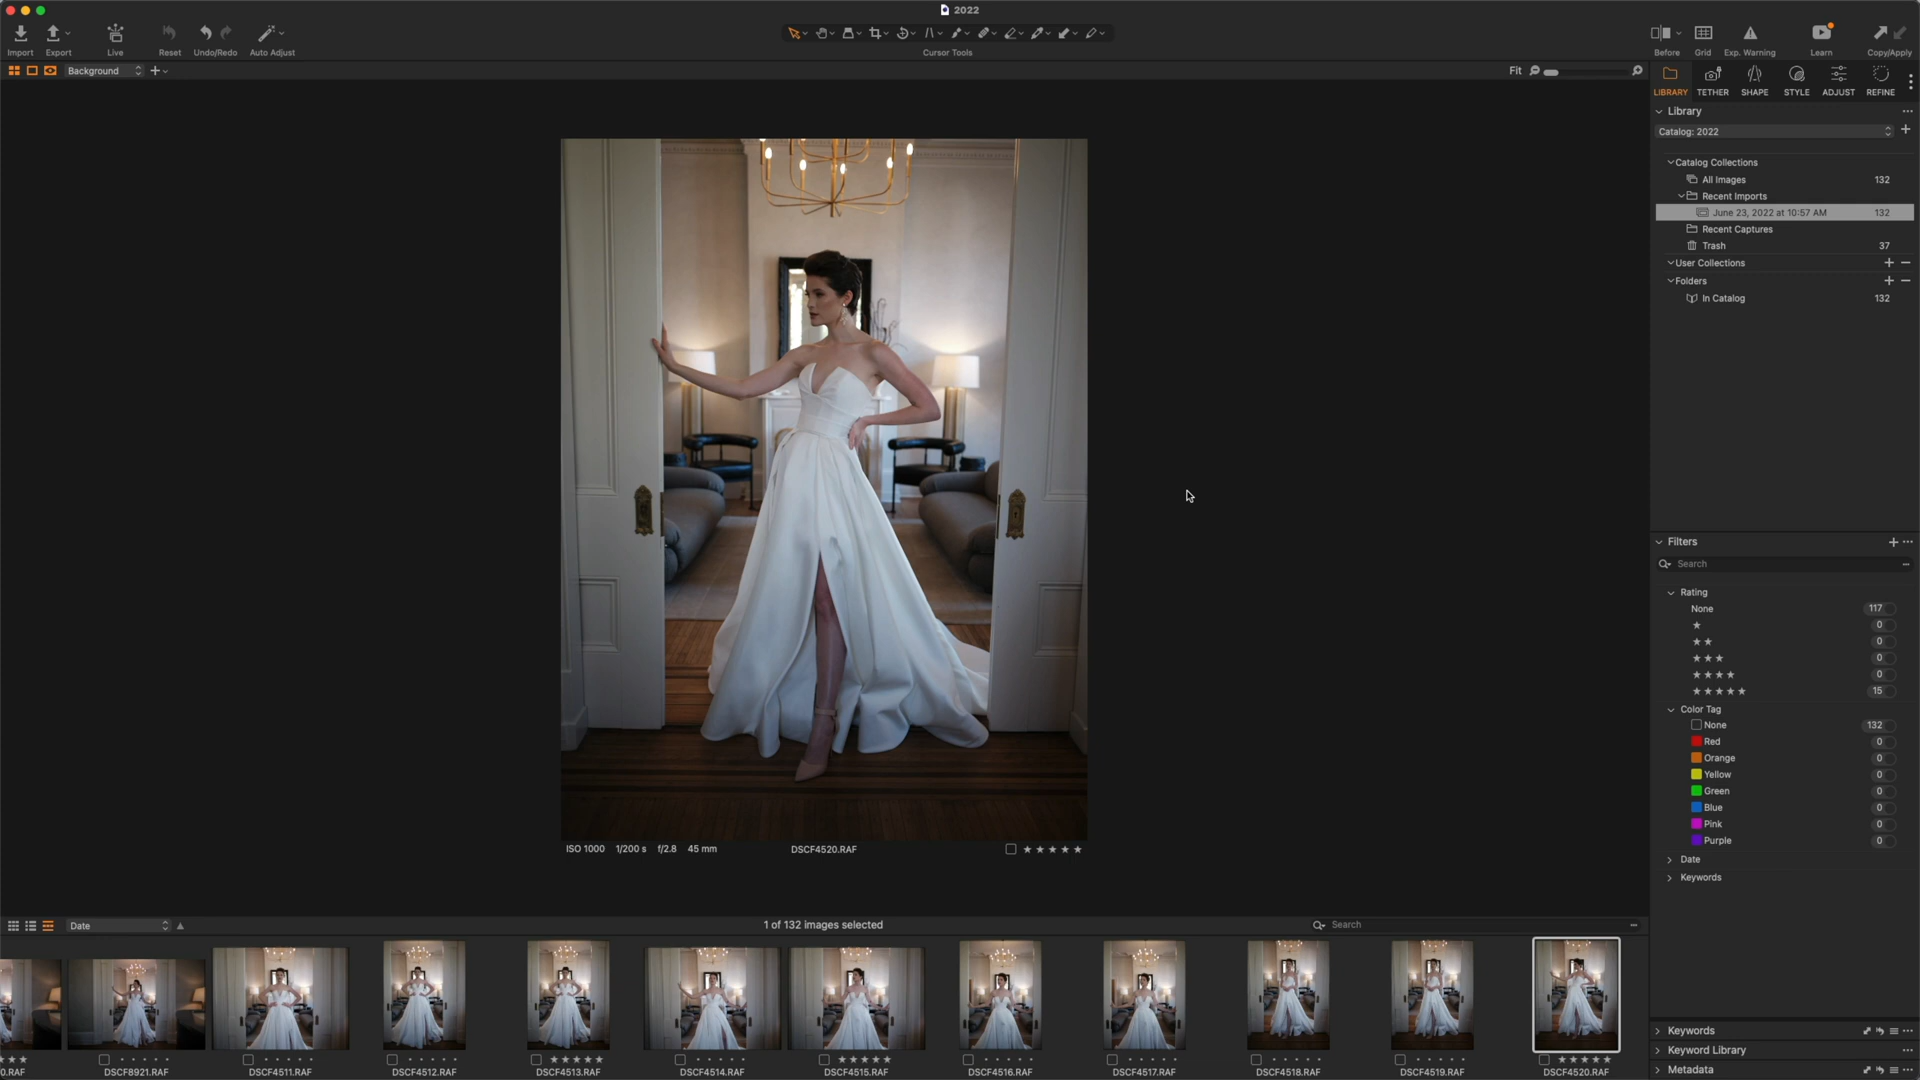 2022
Import
Export
Live
Reset
Undo/Redo
Auto Adjust
Cursor Tools
Before
Grid
Exp. Warning
Learn
Copy/Apply
Background
Fit
LIBRARY
TETHER
SHAPE
STYLE
ADJUST
REFINE
Library
Catalog: 2022
Catalog Collections
All Images 132
Recent Imports
June 23, 2022 at 10:57 AM 132
Recent Captures
Trash 37
User Collections
Folders
In Catalog 132
Filters
Search
Rating
None 117
★ 0
★ ★ 0
★ ★ ★ 0
★ ★ ★ ★ 0
★ ★ ★ ★ ★ 15
Color Tag
None 132
Red 0
Orange 0
Yellow 0
Green 0
Blue 0
Pink 0
Purple 0
Date
Keywords
Keywords
Keyword Library
Metadata
ISO 1000 1/200 s f/2.8 45 mm DSCF4520.RAF
Date
1 of 132 images selected
Search
0.RAF
DSCF8921.RAF
DSCF4511.RAF
DSCF4512.RAF
DSCF4513.RAF
DSCF4514.RAF
DSCF4515.RAF
DSCF4516.RAF
DSCF4517.RAF
DSCF4518.RAF
DSCF4519.RAF
DSCF4520.RAF